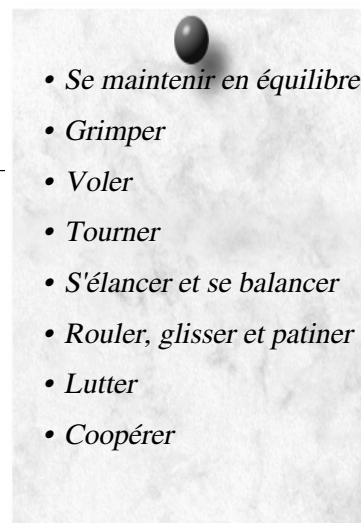 • Se maintenir en équilibre
• Grimper
• Voler
• Tourner
• S'élancer et se balancer
• Rouler, glisser et patiner
• Lutter
• Coopérer